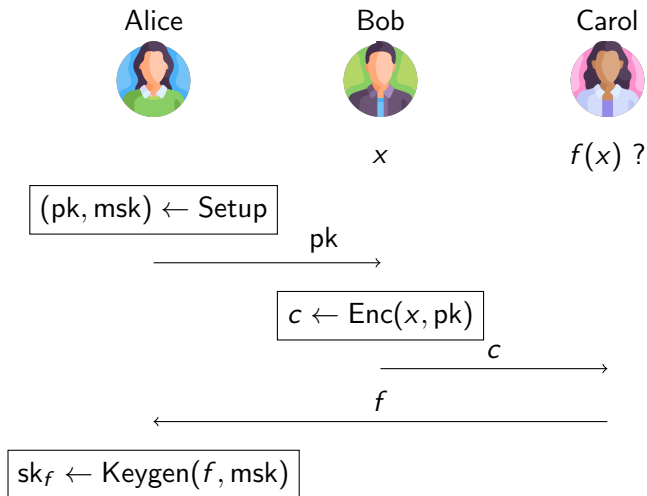 Alice Bob Carol
x f(x) ?
(pk, msk) ← Setup
pk
c ← Enc(x, pk)
c
f
sk_f ← Keygen(f, msk)